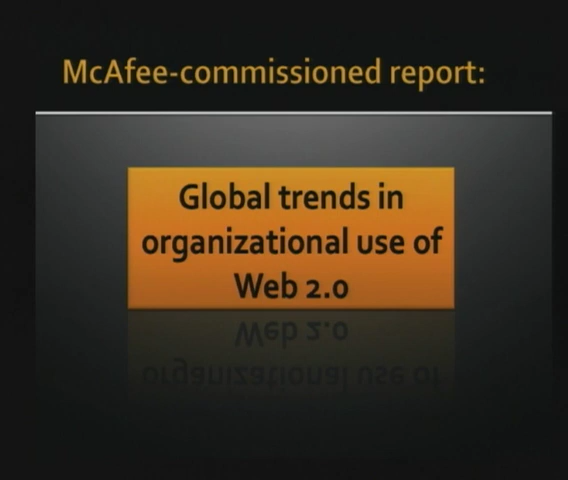 McAfee-commissioned report:
Global trends in
organizational use of
Web 2.0